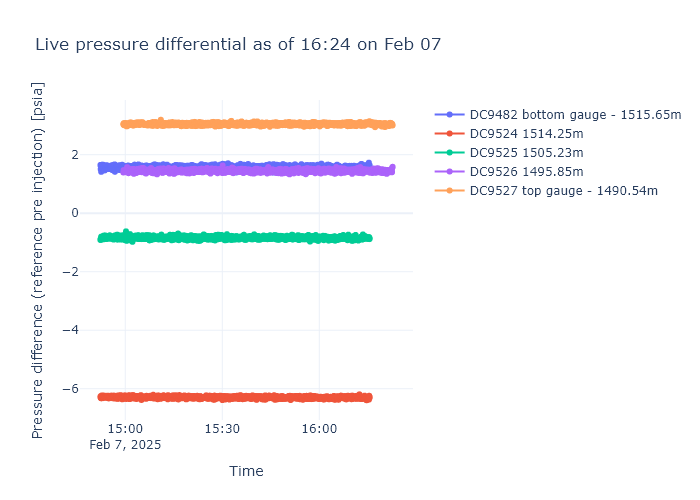 Live pressure differential as of 16:24 on Feb 07
Pressure difference (reference pre injection) [psia]
2
0
−2
−4
−6
15:00
Feb 7, 2025
15:30
16:00
Time
DC9482 bottom gauge - 1515.65m
DC9524 1514.25m
DC9525 1505.23m
DC9526 1495.85m
DC9527 top gauge - 1490.54m